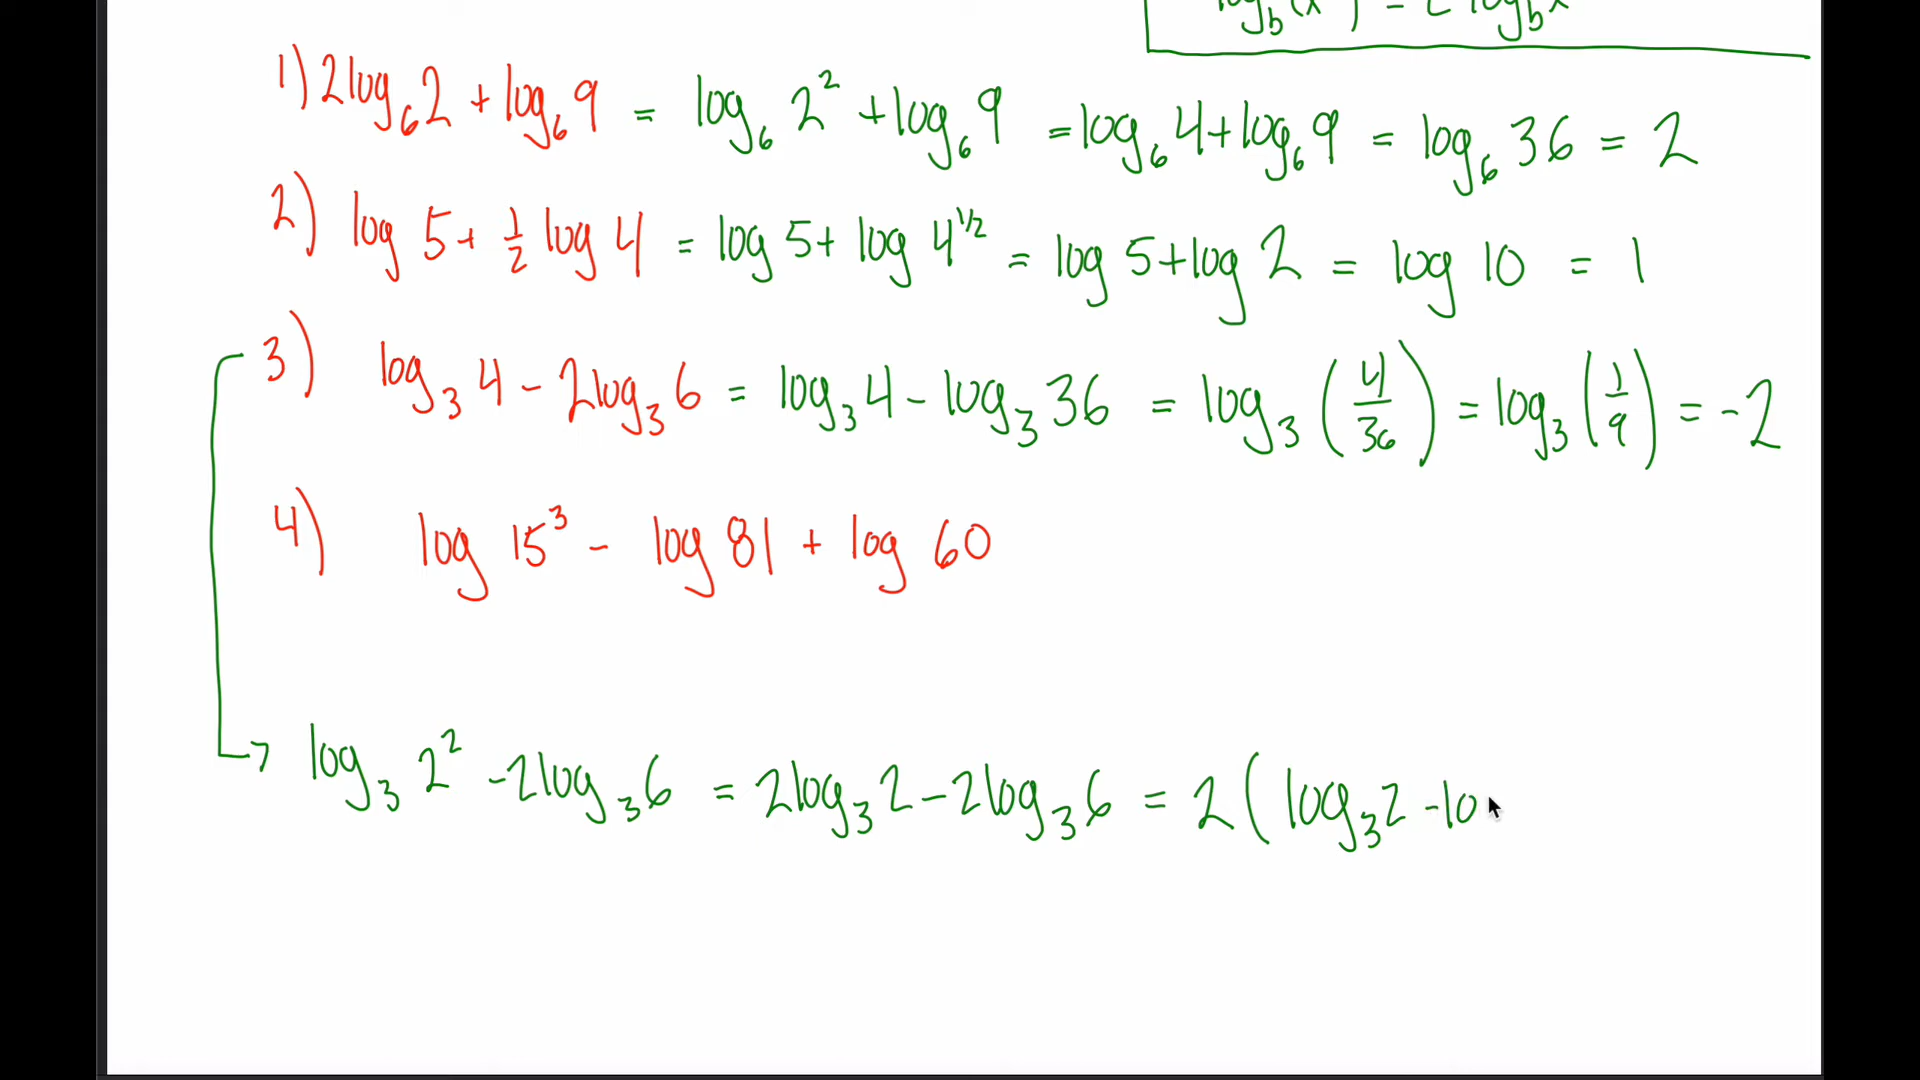 log_b(x ) = 2 log_b x
1) 2log₆2 + log₆9 = log₆ 2² + log₆ 9 = log₆ 4 + log₆ 9 = log₆ 36 = 2
2) log 5 + 1/2 log 4 = log 5 + log 4^1/2 = log 5 + log 2 = log 10 = 1
3) log₃ 4 - 2log₃ 6 = log₃ 4 - log₃ 36 = log₃ (4/36) = log₃ (1/9) = -2
4) log 15³ - log 81 + log 60
log₃ 2² - 2log₃ 6 = 2log₃ 2 - 2log₃ 6 = 2 ( log₃ 2 - lo